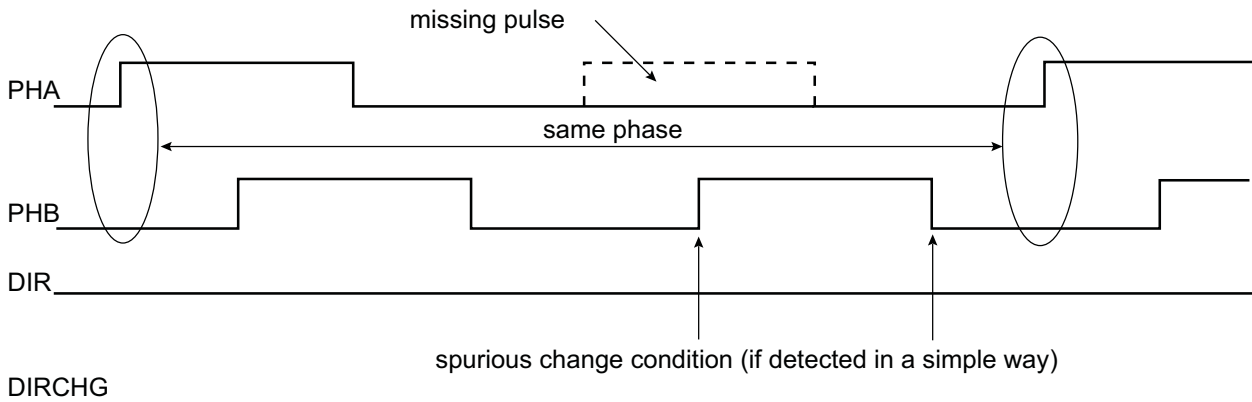 missing pulse
PHA
same phase
PHB
DIR
spurious change condition (if detected in a simple way)
DIRCHG